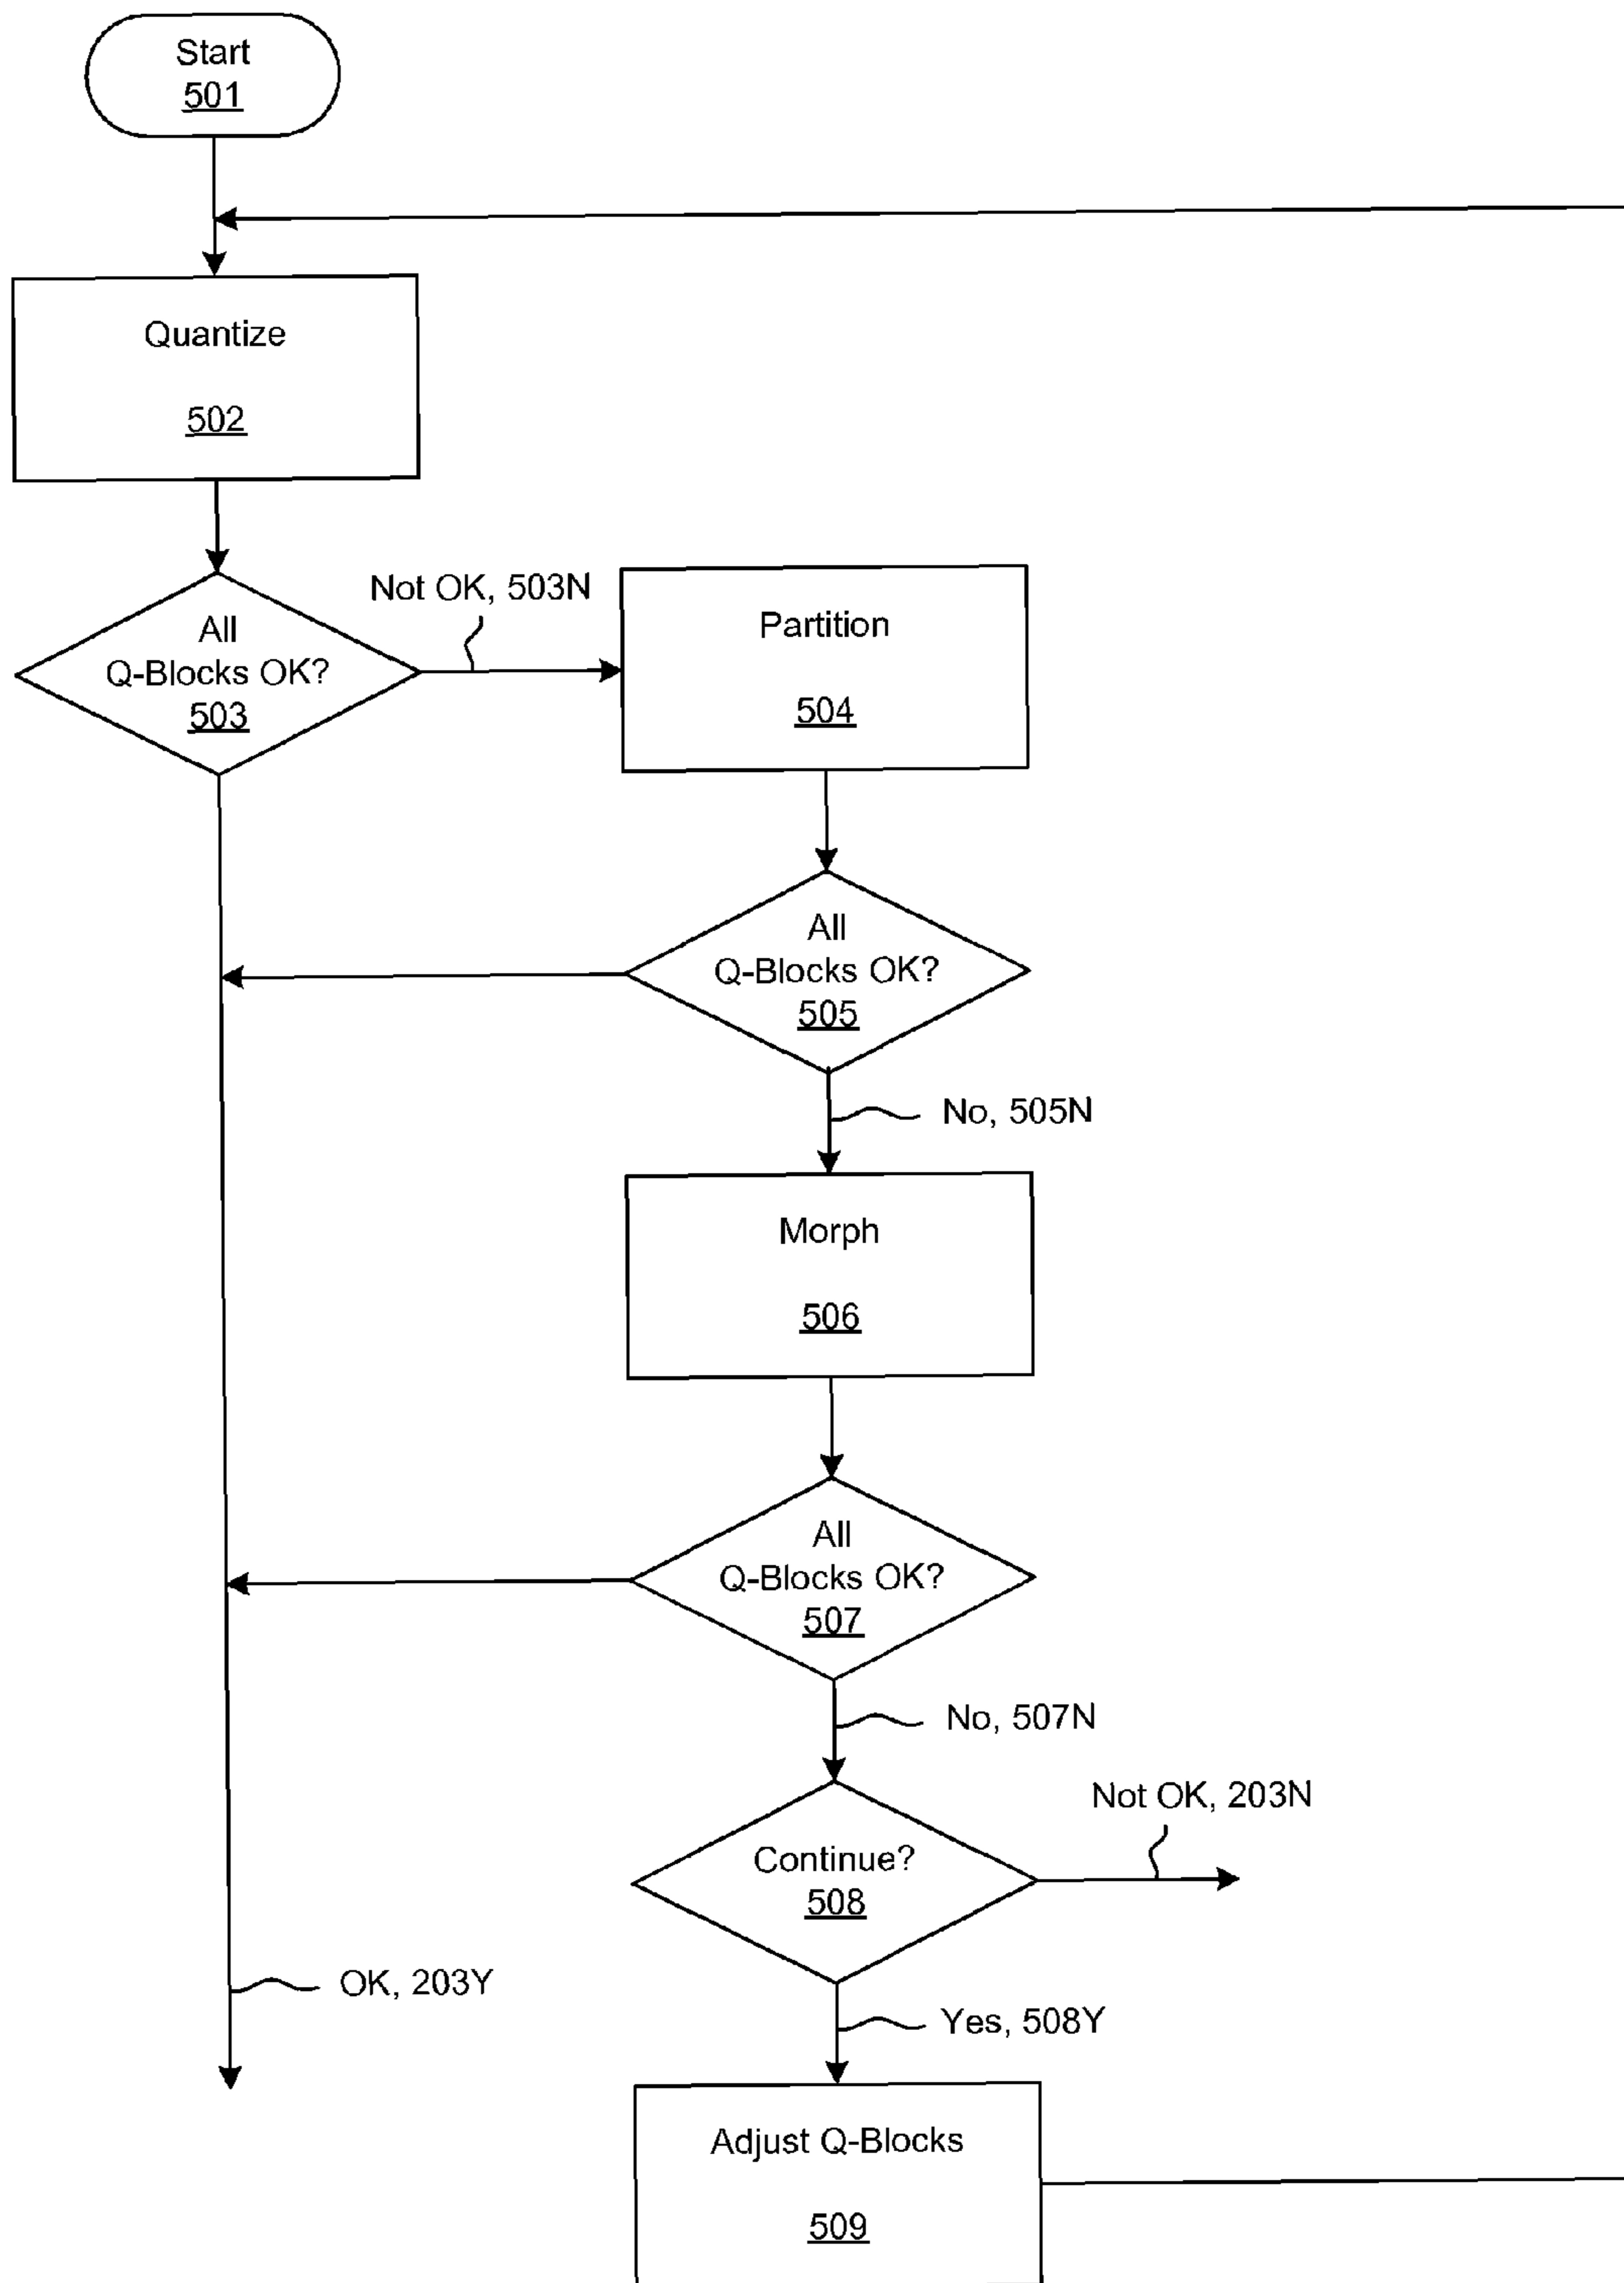 Start
501
Quantize
502
Not OK, 503N
All
Q-Blocks OK?
503
Partition
504
All
Q-Blocks OK?
505
No, 505N
Morph
506
All
Q-Blocks OK?
507
No, 507N
Not OK, 203N
Continue?
508
OK, 203Y
Yes, 508Y
Adjust Q-Blocks
509